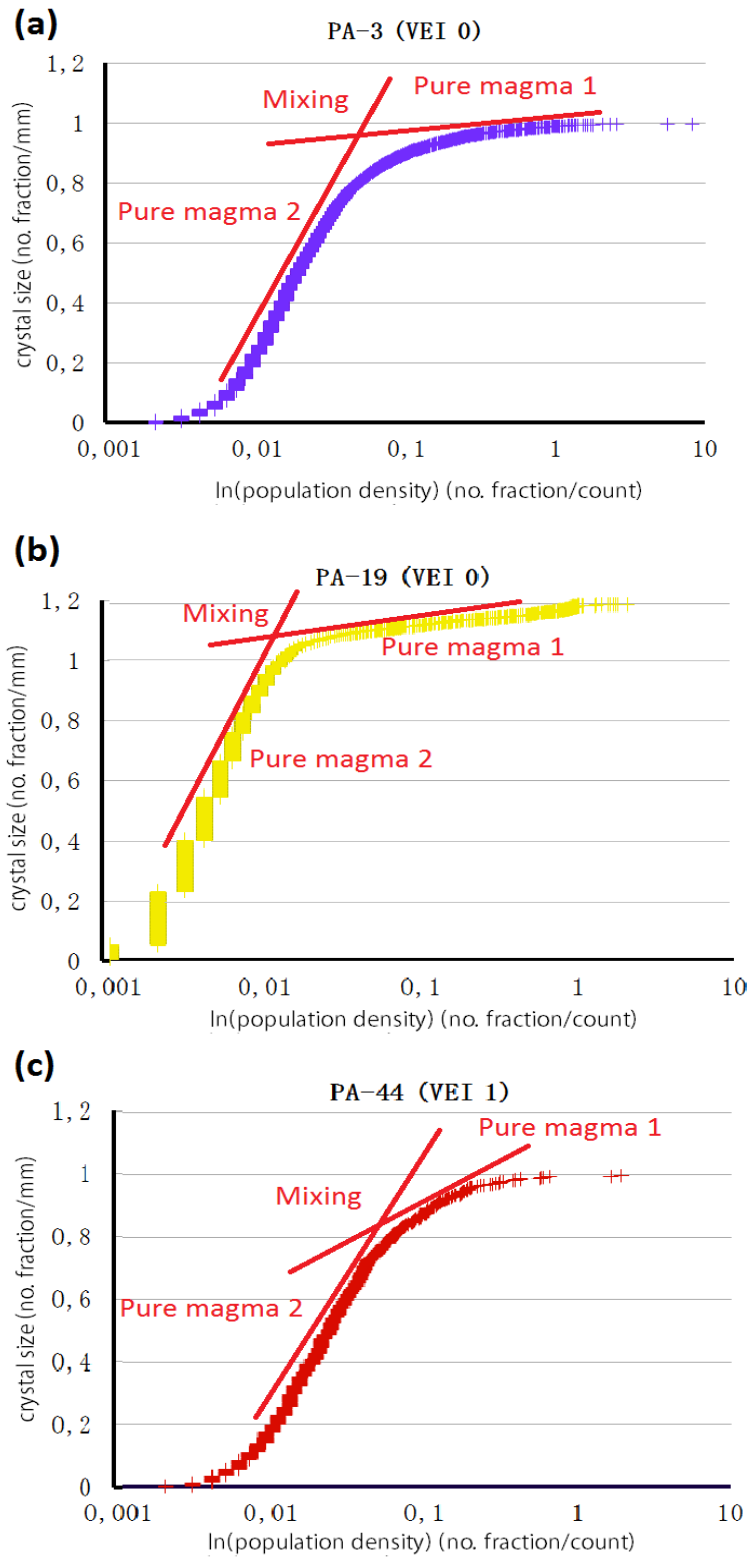 (a)
PA-3 (VEI 0)
crystal size (no. fraction/mm)
1,2
1
0,8
0,6
0,4
0,2
0
Mixing
Pure magma 1
Pure magma 2
0,001
0,01
0,1
1
10
ln(population density) (no. fraction/count)
(b)
PA-19 (VEI 0)
crystal size (no. fraction/mm)
1,2
1
0,8
0,6
0,4
0,2
0
Mixing
Pure magma 1
Pure magma 2
0,001
0,01
0,1
1
10
ln(population density) (no. fraction/count)
(c)
PA-44 (VEI 1)
crystal size (no. fraction/mm)
1,2
1
0,8
0,6
0,4
0,2
0
Pure magma 1
Mixing
Pure magma 2
0,001
0,01
0,1
1
10
ln(population density) (no. fraction/count)